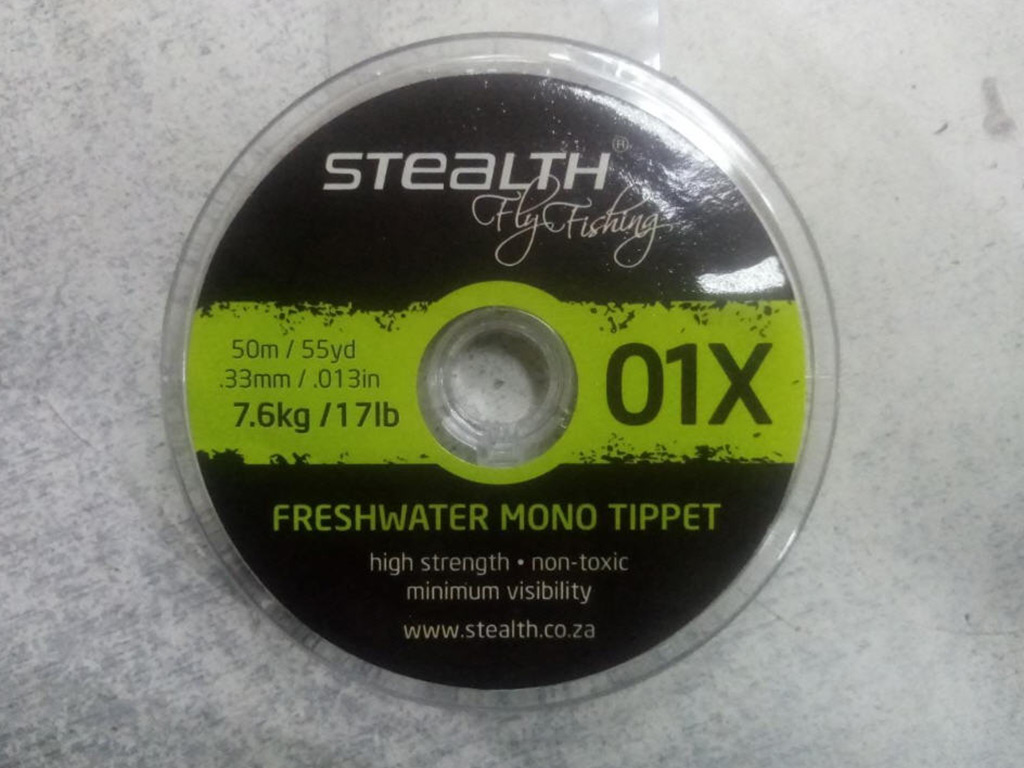 STEALTH®
Fly Fishing
50m / 55yd
.33mm / .013in
7.6kg / 17lb
01X
FRESHWATER MONO TIPPET
high strength • non-toxic
minimum visibility
www.stealth.co.za